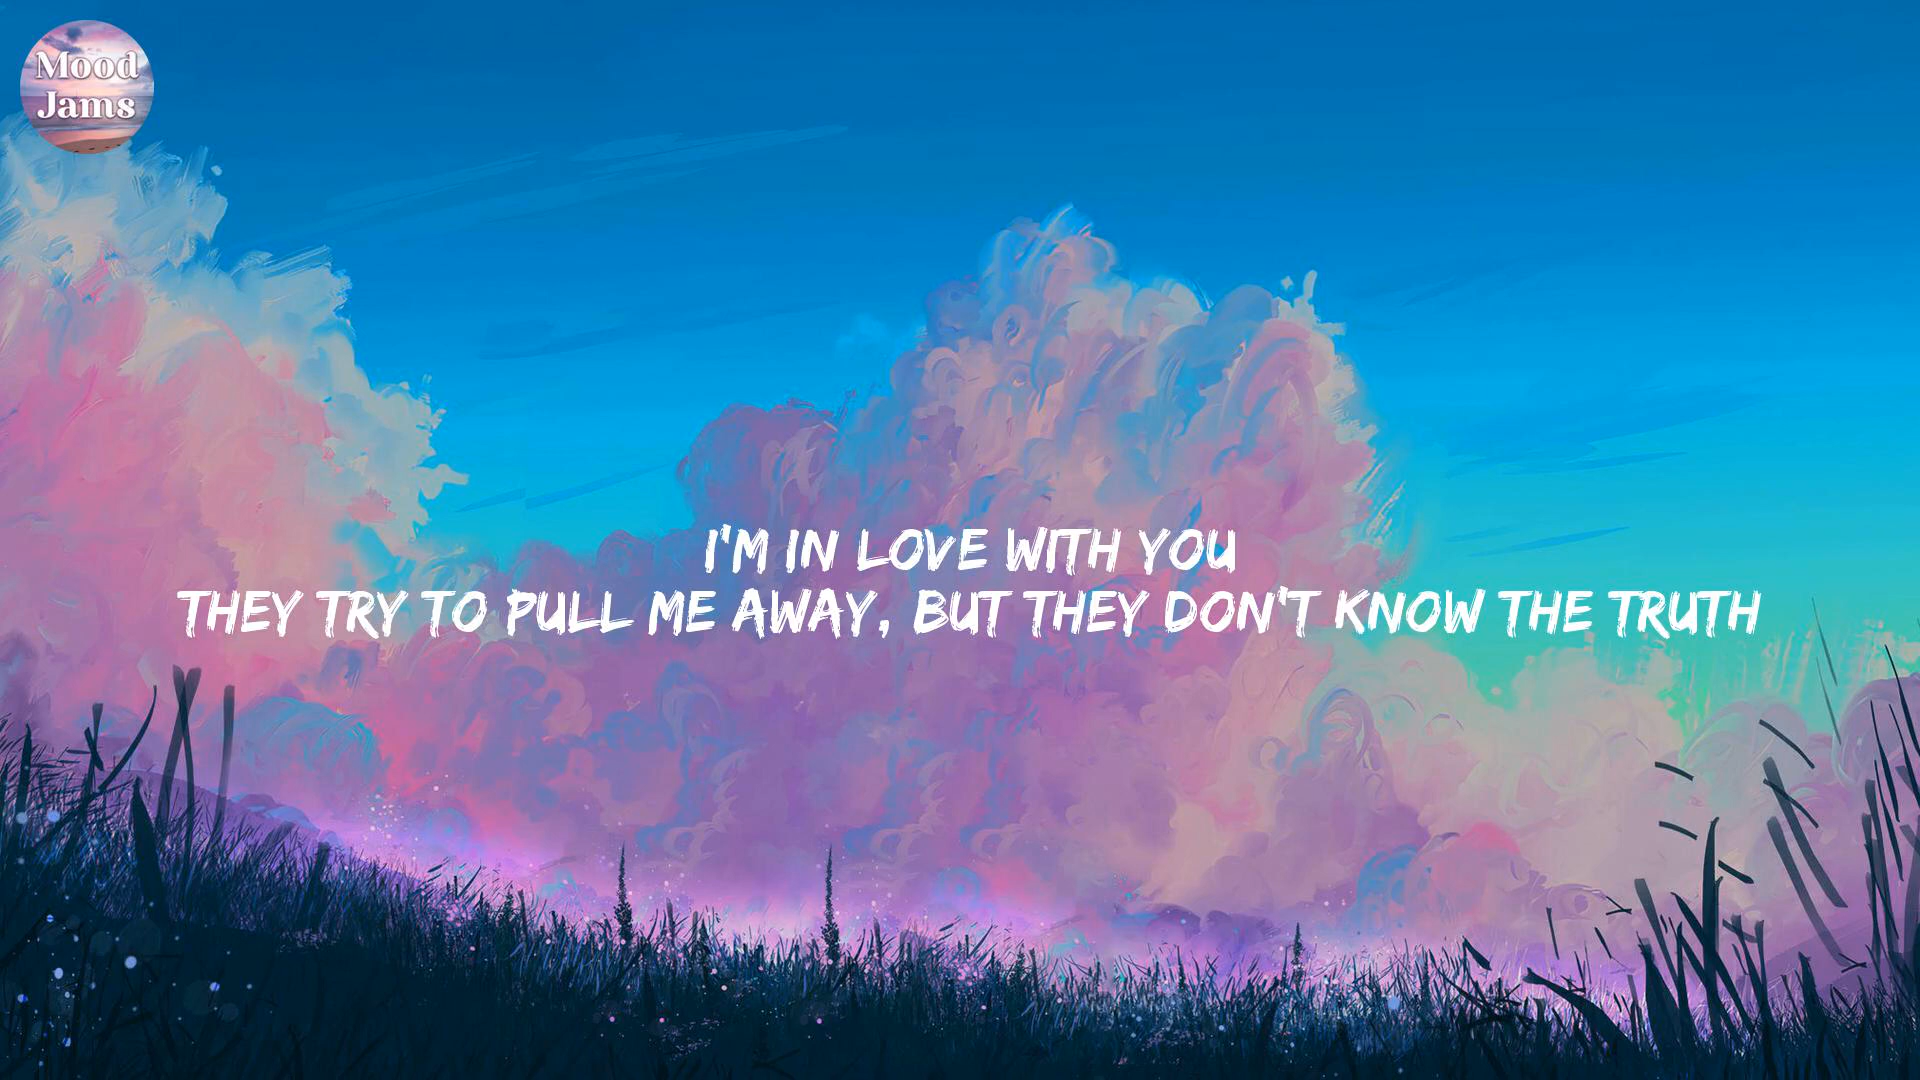 Mood
Jams
I'M IN LOVE WITH YOU
THEY TRY TO PULL ME AWAY, BUT THEY DON'T KNOW THE TRUTH